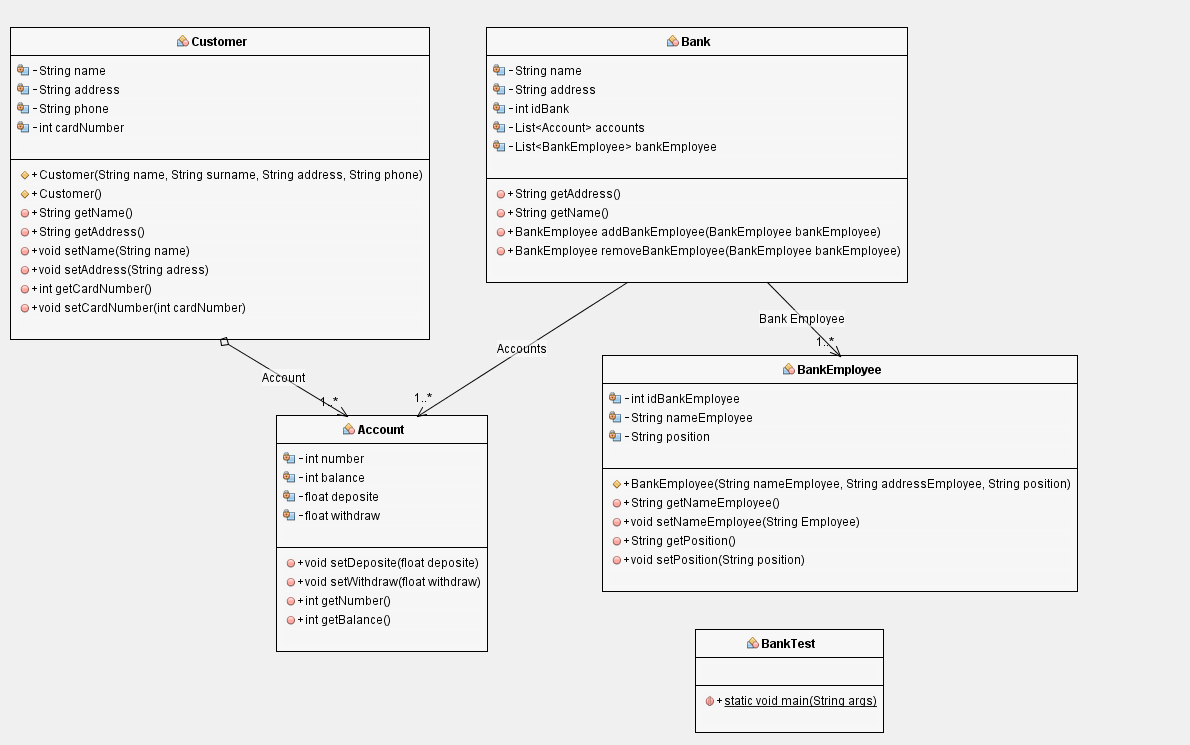 Customer
- String name
- String address
- String phone
- int cardNumber
+ Customer(String name, String surname, String address, String phone)
+ Customer()
+ String getName()
+ String getAddress()
+ void setName(String name)
+ void setAddress(String adress)
+ int getCardNumber()
+ void setCardNumber(int cardNumber)
Bank
- String name
- String address
- int idBank
- List<Account> accounts
- List<BankEmployee> bankEmployee
+ String getAddress()
+ String getName()
+ BankEmployee addBankEmployee(BankEmployee bankEmployee)
+ BankEmployee removeBankEmployee(BankEmployee bankEmployee)
Account
1..*
Accounts
1..*
Bank Employee
1..*
Account
- int number
- int balance
- float deposite
- float withdraw
+ void setDeposite(float deposite)
+ void setWithdraw(float withdraw)
+ int getNumber()
+ int getBalance()
BankEmployee
- int idBankEmployee
- String nameEmployee
- String position
+ BankEmployee(String nameEmployee, String addressEmployee, String position)
+ String getNameEmployee()
+ void setNameEmployee(String Employee)
+ String getPosition()
+ void setPosition(String position)
BankTest
+ static void main(String args)